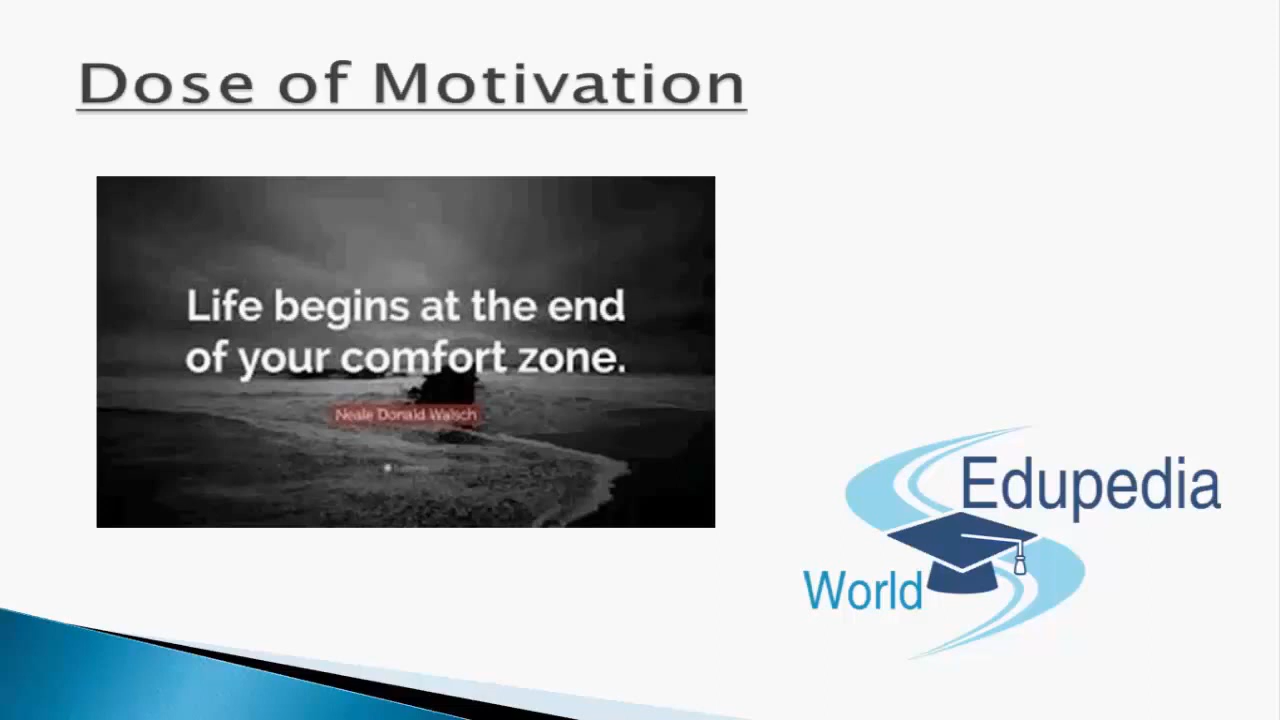 Dose of Motivation
Life begins at the end
of your comfort zone.
Neale Donald Walsch
Edupedia
World